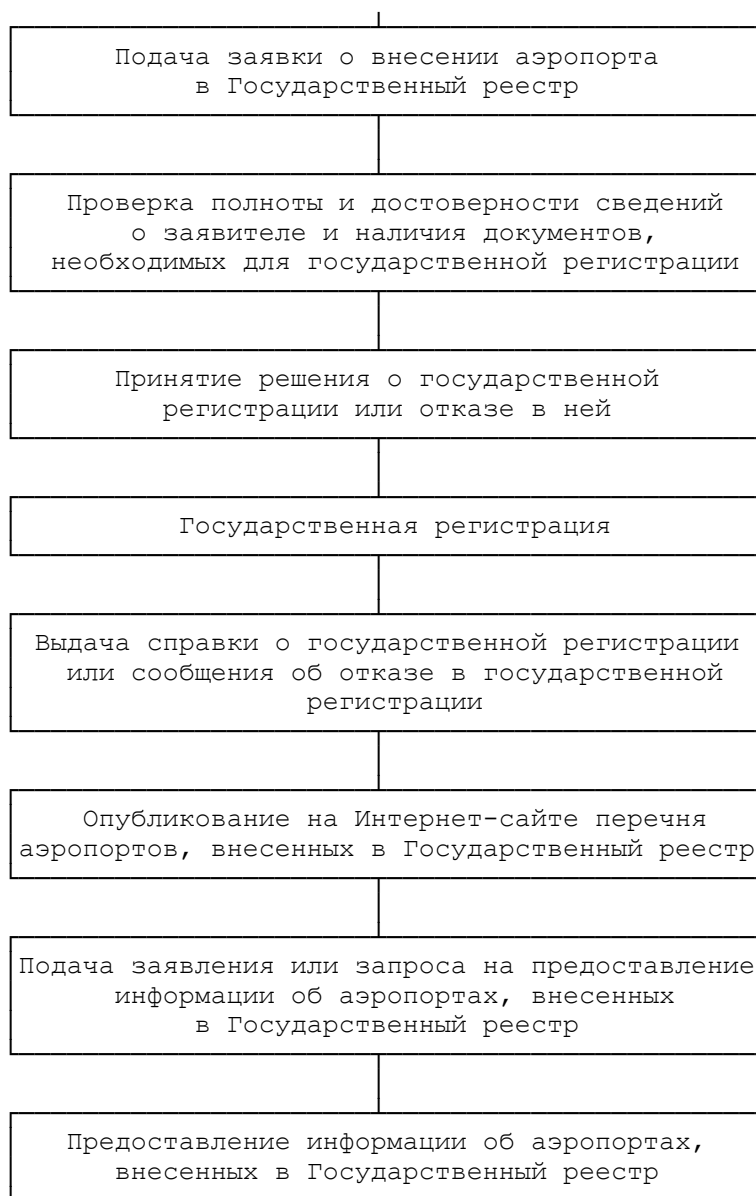 Подача заявки о внесении аэропорта
в Государственный реестр
Проверка полноты и достоверности сведений
о заявителе и наличия документов,
необходимых для государственной регистрации
Принятие решения о государственной
регистрации или отказе в ней
Государственная регистрация
Выдача справки о государственной регистрации
или сообщения об отказе в государственной
регистрации
Опубликование на Интернет-сайте перечня
аэропортов, внесенных в Государственный реестр
Подача заявления или запроса на предоставление
информации об аэропортах, внесенных
в Государственный реестр
Предоставление информации об аэропортах,
внесенных в Государственный реестр